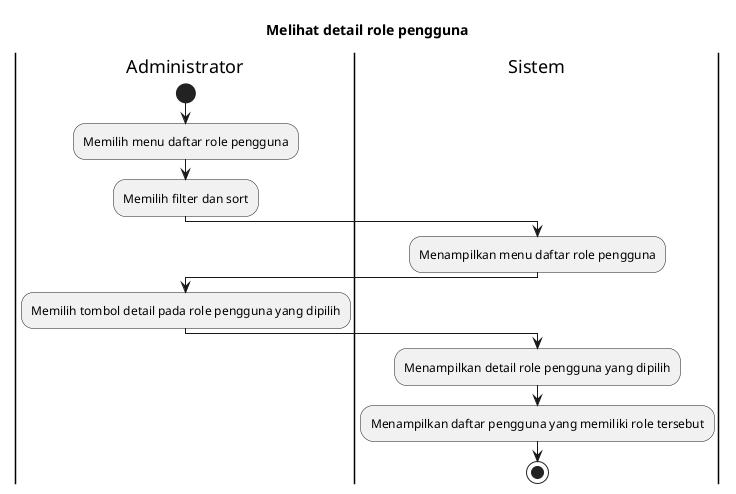 Melihat detail role pengguna
Administrator
Sistem
Memilih menu daftar role pengguna
Memilih filter dan sort
Menampilkan menu daftar role pengguna
Memilih tombol detail pada role pengguna yang dipilih
Menampilkan detail role pengguna yang dipilih
Menampilkan daftar pengguna yang memiliki role tersebut